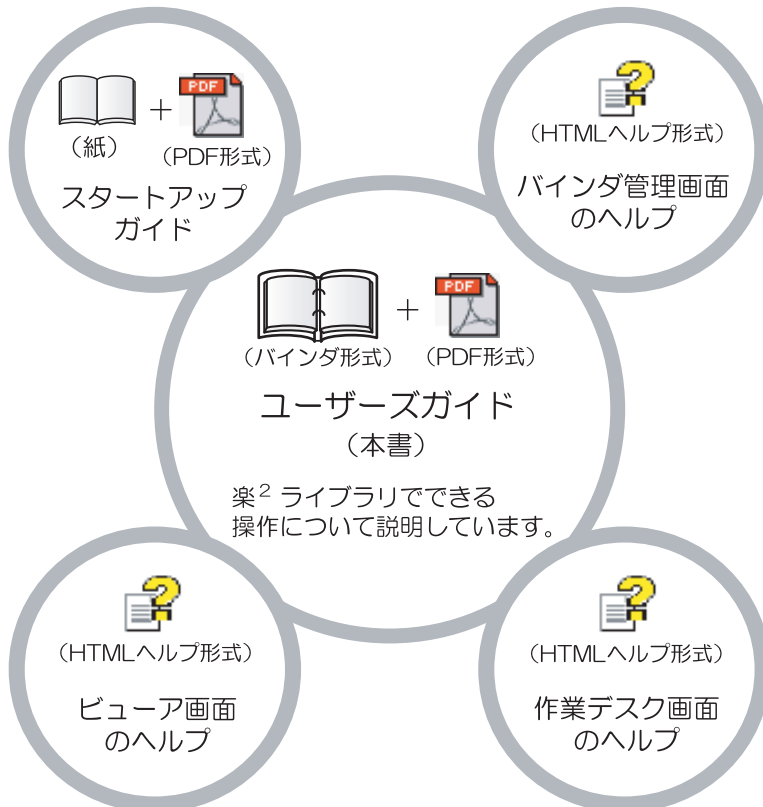 PDF
+
(紙)
(PDF形式)
スタートアップ
ガイド
(HTMLヘルプ形式)
バインダ管理画面
のヘルプ
PDF
+
(バインダ形式)
(PDF形式)
ユーザーズガイド
(本書)
楽² ライブラリでできる
操作について説明しています。
(HTMLヘルプ形式)
ビューア画面
のヘルプ
(HTMLヘルプ形式)
作業デスク画面
のヘルプ